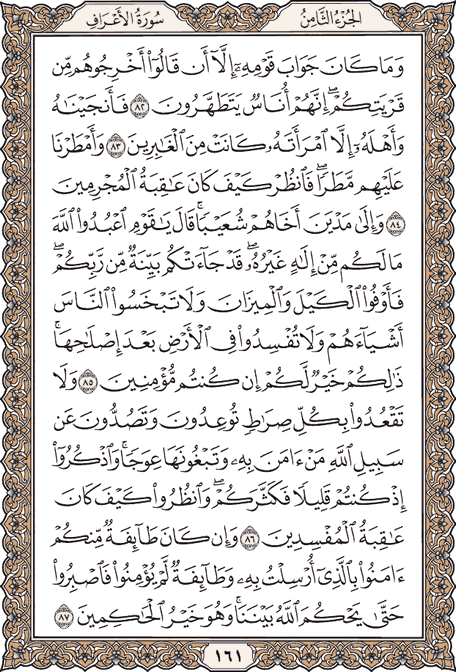 الجُزءُ الثَّامِنُ سُورَةُ الأَعۡرَافِ
وَمَا كَانَ جَوَابَ قَوۡمِهِۦٓ إِلَّآ أَن قَالُوٓاْ أَخۡرِجُوهُم مِّن
قَرۡيَتِكُمۡۖ إِنَّهُمۡ أُنَاسٞ يَتَطَهَّرُونَ ٨٢ فَأَنجَيۡنَٰهُ
وَأَهۡلَهُۥٓ إِلَّا ٱمۡرَأَتَهُۥ كَانَتۡ مِنَ ٱلۡغَٰبِرِينَ ٨٣ وَأَمۡطَرۡنَا
عَلَيۡهِم مَّطَرٗاۖ فَٱنظُرۡ كَيۡفَ كَانَ عَٰقِبَةُ ٱلۡمُجۡرِمِينَ
٨٤ وَإِلَىٰ مَدۡيَنَ أَخَاهُمۡ شُعَيۡبٗاۚ قَالَ يَٰقَوۡمِ ٱعۡبُدُواْ ٱللَّهَ
مَا لَكُم مِّنۡ إِلَٰهٍ غَيۡرُهُۥۖ قَدۡ جَآءَتۡكُم بَيِّنَةٞ مِّن رَّبِّكُمۡۖ
فَأَوۡفُواْ ٱلۡكَيۡلَ وَٱلۡمِيزَانَ وَلَا تَبۡخَسُواْ ٱلنَّاسَ
أَشۡيَآءَهُمۡ وَلَا تُفۡسِدُواْ فِي ٱلۡأَرۡضِ بَعۡدَ إِصۡلَٰحِهَاۚ
ذَٰلِكُمۡ خَيۡرٞ لَّكُمۡ إِن كُنتُم مُّؤۡمِنِينَ ٨٥ وَلَا
تَقۡعُدُواْ بِكُلِّ صِرَٰطٖ تُوعِدُونَ وَتَصُدُّونَ عَن
سَبِيلِ ٱللَّهِ مَنۡ ءَامَنَ بِهِۦ وَتَبۡغُونَهَا عِوَجٗاۚ وَٱذۡكُرُوٓاْ
إِذۡ كُنتُمۡ قَلِيلٗا فَكَثَّرَكُمۡۖ وَٱنظُرُواْ كَيۡفَ كَانَ
عَٰقِبَةُ ٱلۡمُفۡسِدِينَ ٨٦ وَإِن كَانَ طَآئِفَةٞ مِّنكُمۡ
ءَامَنُواْ بِٱلَّذِيٓ أُرۡسِلۡتُ بِهِۦ وَطَآئِفَةٞ لَّمۡ يُؤۡمِنُواْ فَٱصۡبِرُواْ
حَتَّىٰ يَحۡكُمَ ٱللَّهُ بَيۡنَنَاۚ وَهُوَ خَيۡرُ ٱلۡحَٰكِمِينَ ٨٧
١٦١